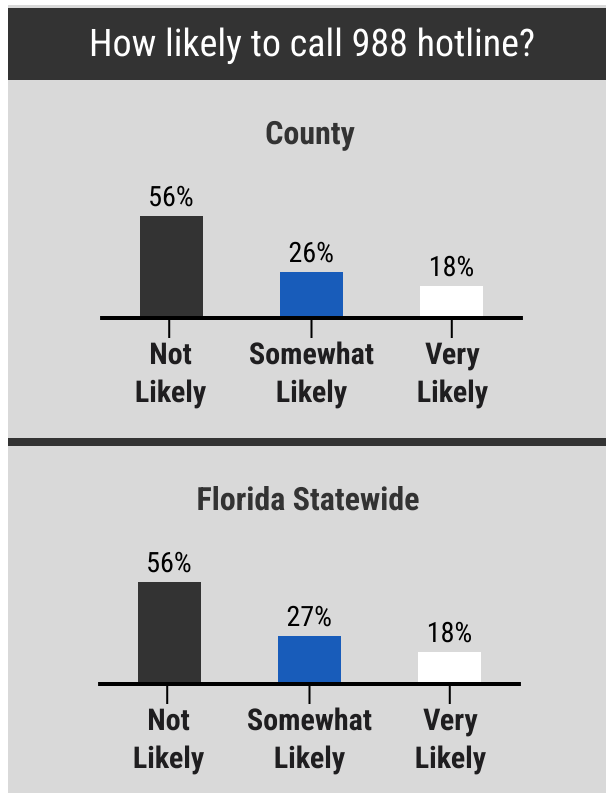 How likely to call 988 hotline?
County
56%
26%
18%
Not
Likely
Somewhat
Likely
Very
Likely
Florida Statewide
56%
27%
18%
Not
Likely
Somewhat
Likely
Very
Likely